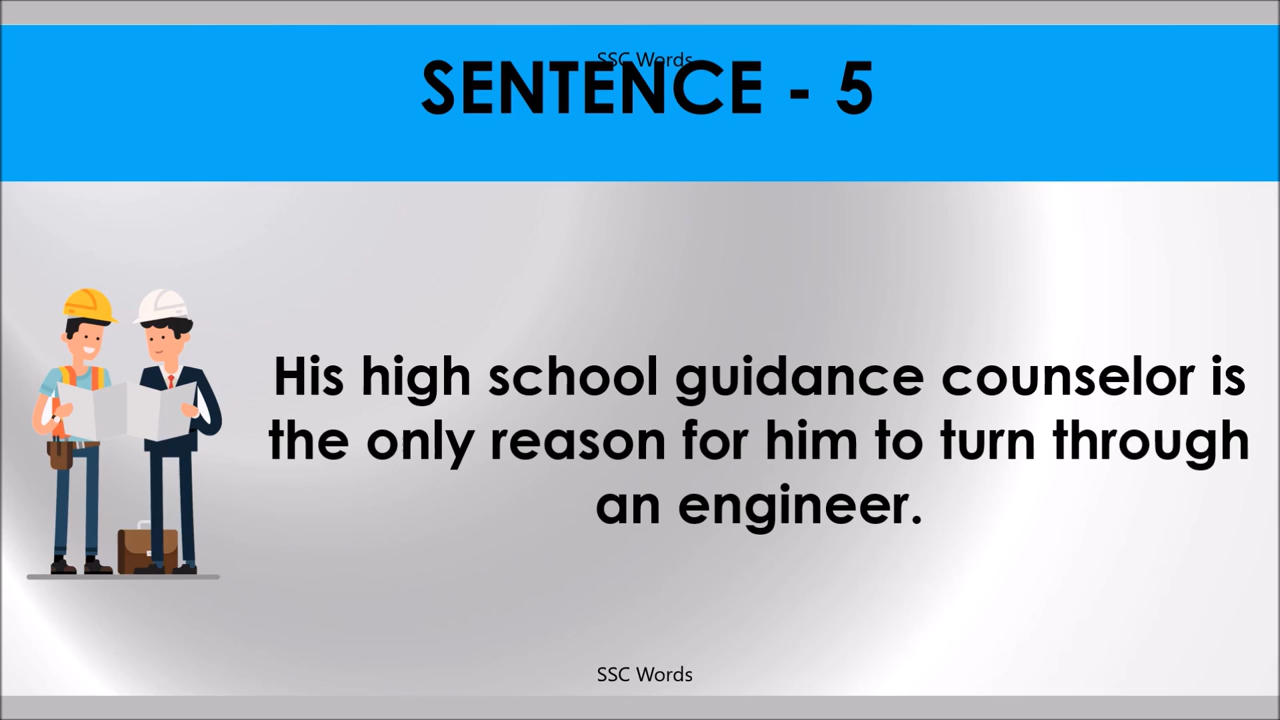 SSC Words
SENTENCE - 5
His high school guidance counselor is
the only reason for him to turn through
an engineer.
SSC Words